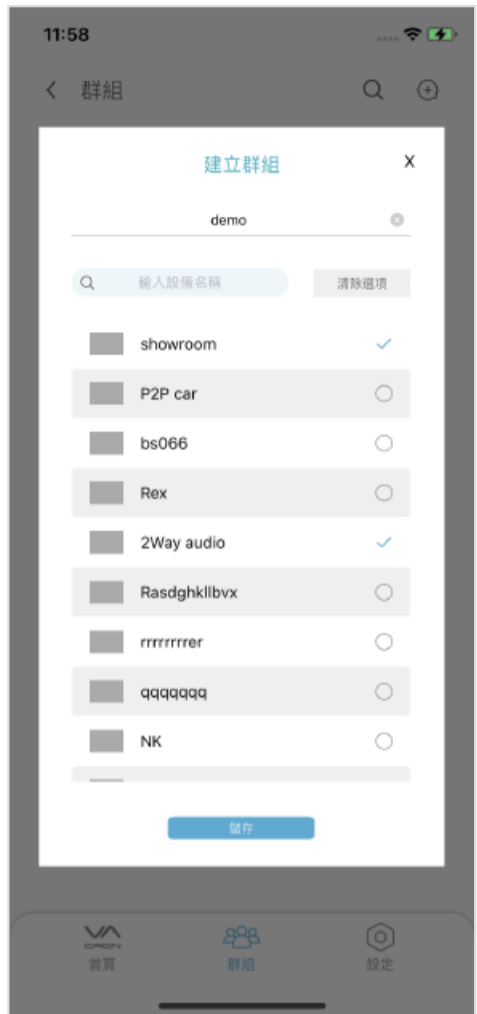 11:58
群組
建立群組
X
demo
輸入設備名稱
清除選項
showroom
P2P car
bs066
Rex
2Way audio
Rasdghkllbvx
rrrrrrrrer
qqqqqqq
NK
儲存
VACRON
首頁
群組
設定